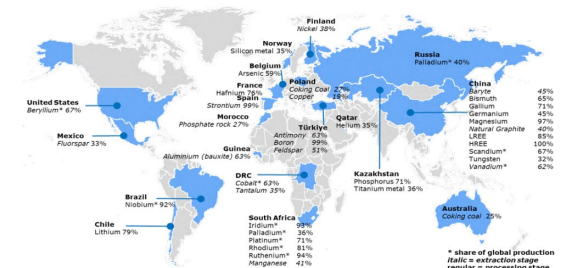 Finland
Nickel 38%
Norway
Silicon metal 35%
Russia
Palladium* 40%
Belgium
Arsenic 59%
France
Hafnium 76%
Poland
Coking Coal 27%
Copper 19%
Spain
Strontium 99%
United States
Beryllium* 67%
Morocco
Phosphate rock 27%
Qatar
Helium 35%
China
Baryte 45%
Bismuth 65%
Gallium 71%
Germanium 45%
Magnesium 97%
Natural Graphite 40%
LREE 85%
HREE 100%
Scandium* 67%
Tungsten 32%
Vanadium* 62%
Mexico
Fluorspar 33%
Türkiye
Antimony 63%
Boron 99%
Feldspar 51%
Guinea
Aluminium (bauxite) 63%
DRC
Cobalt* 63%
Tantalum 35%
Kazakhstan
Phosphorus 71%
Titanium metal 36%
Brazil
Niobium* 92%
Australia
Coking coal 25%
Chile
Lithium 79%
South Africa
Iridium* 93%
Palladium* 36%
Platinum* 71%
Rhodium* 81%
Ruthenium* 94%
Manganese 41%
* share of global production
Italic = extraction stage
regular = processing stage